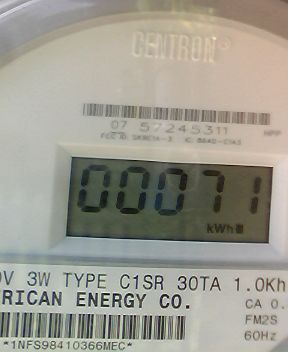 CENTRON®
07 57245311
HPP
00071
kWh
V 3W TYPE C1SR 30TA 1.0Kh
RICAN ENERGY CO.
CA 0.
FM2S
60Hz
*1NFS98410366MEC*